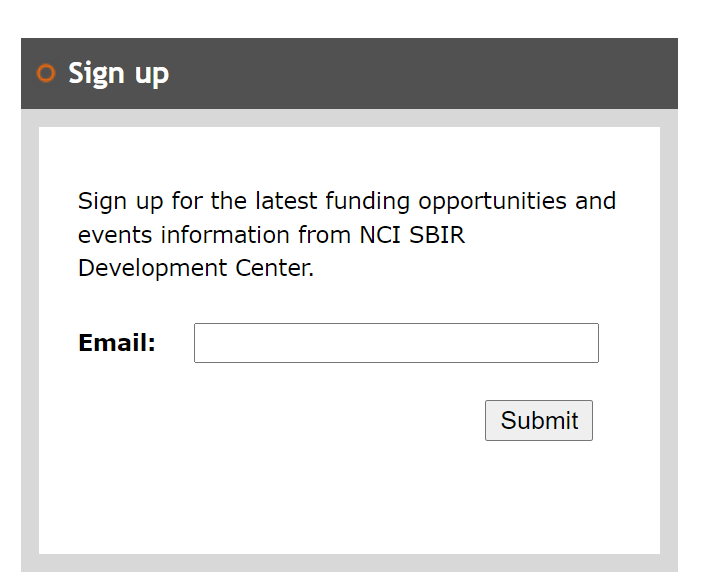 Sign up
Sign up for the latest funding opportunities and
events information from NCI SBIR
Development Center.
Email:
Submit